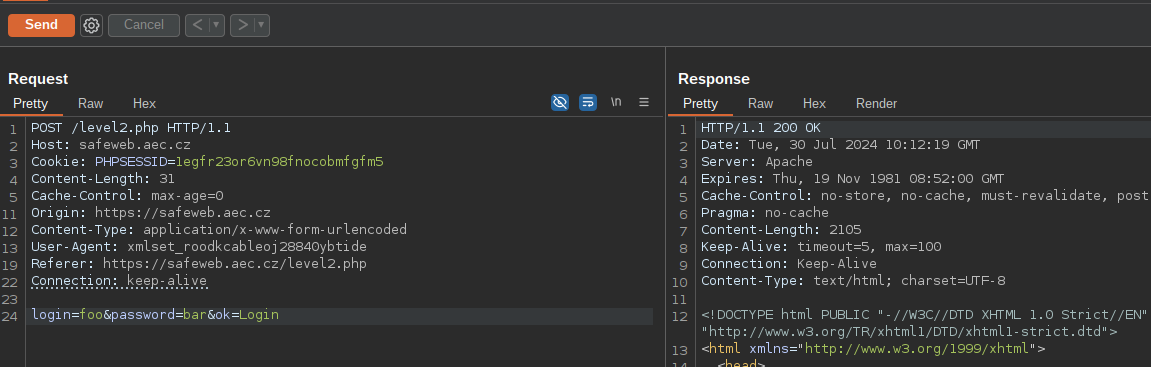 Send Cancel < ▾ > ▾
Request
Pretty Raw Hex \n
1 POST /level2.php HTTP/1.1
2 Host: safeweb.aec.cz
3 Cookie: PHPSESSID=1egfr23or6vn98fnocobmfgfm5
4 Content-Length: 31
5 Cache-Control: max-age=0
11 Origin: https://safeweb.aec.cz
12 Content-Type: application/x-www-form-urlencoded
13 User-Agent: xmlset_roodkcableoj28840ybtide
19 Referer: https://safeweb.aec.cz/level2.php
22 Connection: keep-alive
23
24 login=foo&password=bar&ok=Login
Response
Pretty Raw Hex Render
1 HTTP/1.1 200 OK
2 Date: Tue, 30 Jul 2024 10:12:19 GMT
3 Server: Apache
4 Expires: Thu, 19 Nov 1981 08:52:00 GMT
5 Cache-Control: no-store, no-cache, must-revalidate, post
6 Pragma: no-cache
7 Content-Length: 2105
8 Keep-Alive: timeout=5, max=100
9 Connection: Keep-Alive
10 Content-Type: text/html; charset=UTF-8
11
12 <!DOCTYPE html PUBLIC "-//W3C//DTD XHTML 1.0 Strict//EN"
"http://www.w3.org/TR/xhtml1/DTD/xhtml1-strict.dtd">
13 <html xmlns="http://www.w3.org/1999/xhtml">
14 <head>